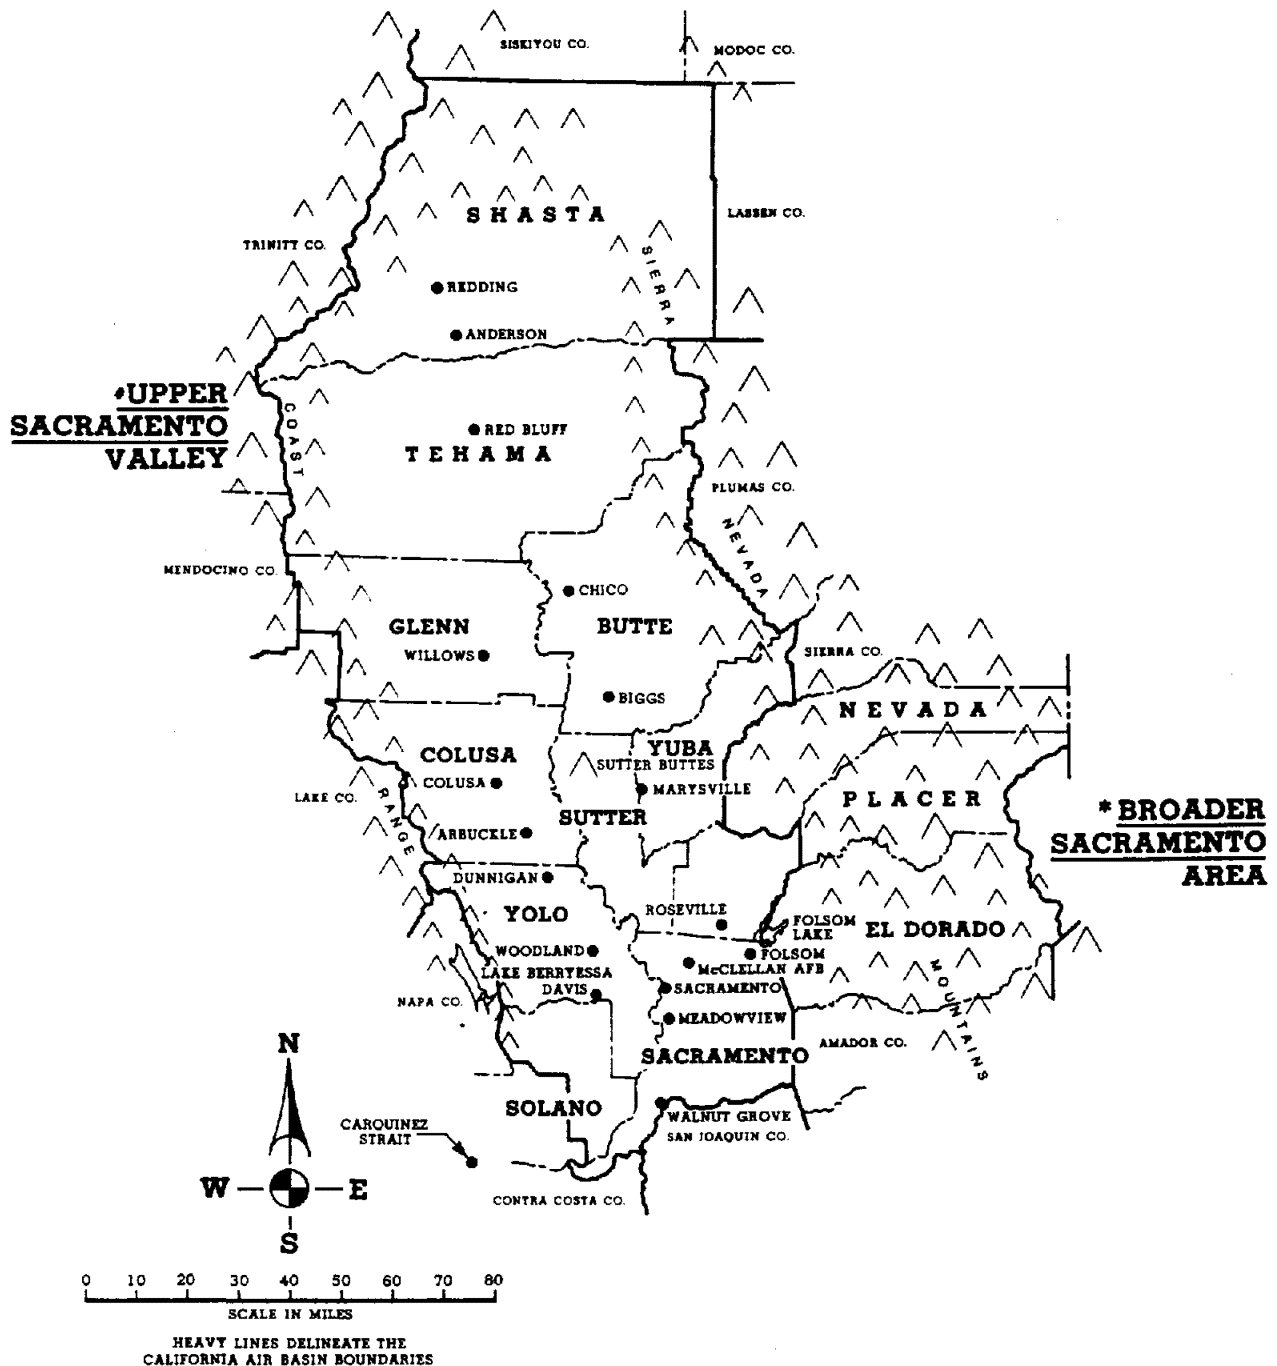 SISKIYOU CO.
MODOC CO.
SHASTA
LASSEN CO.
TRINITY CO.
SIERRA
REDDING
ANDERSON
*UPPER
SACRAMENTO
VALLEY
COAST
RED BLUFF
TEHAMA
PLUMAS CO.
NEVADA
MENDOCINO CO.
CHICO
GLENN
BUTTE
WILLOWS
SIERRA CO.
BIGGS
NEVADA
COLUSA
YUBA
SUTTER BUTTES
COLUSA
MARYSVILLE
LAKE CO.
RANGE
PLACER
*BROADER
SACRAMENTO
AREA
SUTTER
ARBUCKLE
DUNNIGAN
YOLO
ROSEVILLE
FOLSOM
LAKE
EL DORADO
WOODLAND
FOLSOM
McCLELLAN AFB
LAKE BERRYESSA
DAVIS
SACRAMENTO
NAPA CO.
MOUNTAINS
MEADOWVIEW
AMADOR CO.
SACRAMENTO
N
SOLANO
WALNUT GROVE
SAN JOAQUIN CO.
CARQUINEZ
STRAIT
W E
CONTRA COSTA CO.
S
0 10 20 30 40 50 60 70 80
SCALE IN MILES
HEAVY LINES DELINEATE THE
CALIFORNIA AIR BASIN BOUNDARIES